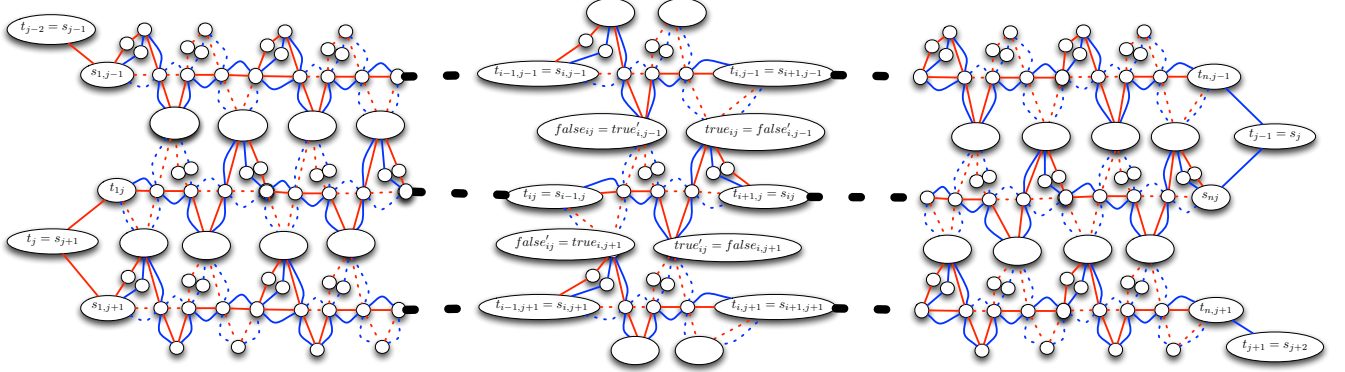 t_{j−2} = s_{j−1}
s_{1,j−1}
t_{i−1,j−1} = s_{i,j−1}
t_{i,j−1} = s_{i+1,j−1}
t_{n,j−1}
false_{ij} = true'_{i,j−1}
true_{ij} = false'_{i,j−1}
t_{j−1} = s_j
t_{1j}
t_{ij} = s_{i−1,j}
t_{i+1,j} = s_{ij}
s_{nj}
t_j = s_{j+1}
false'_{ij} = true_{i,j+1}
true'_{ij} = false_{i,j+1}
s_{1,j+1}
t_{i−1,j+1} = s_{i,j+1}
t_{i,j+1} = s_{i+1,j+1}
t_{n,j+1}
t_{j+1} = s_{j+2}